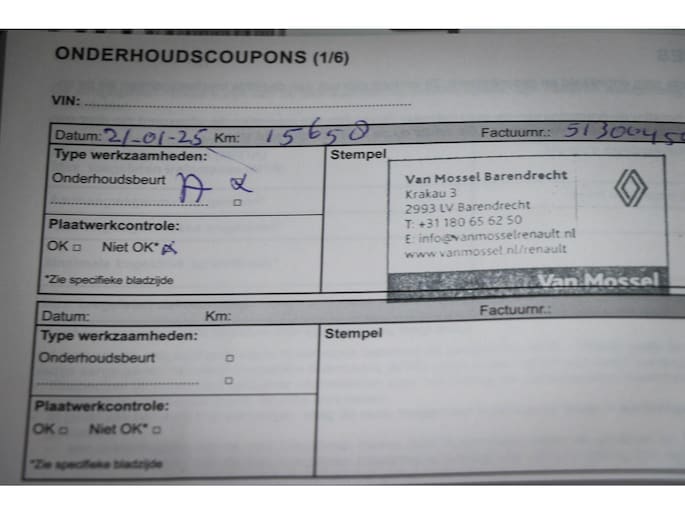 ONDERHOUDSCOUPONS (1/6)
VIN:
Datum: 21-01-25 Km: 15658 Factuurnr.: 5130045
Type werkzaamheden:
Stempel
Onderhoudsbeurt A
Van Mossel Barendrecht
Krakau 3
2993 LV Barendrecht
T: +31 180 65 62 50
E: info@vanmosselrenault.nl
www.vanmossel.nl/renault
Van Mossel
Plaatwerkcontrole:
OK □ Niet OK*
*Zie specifieke bladzijde
Datum: Km: Factuurnr.:
Type werkzaamheden:
Stempel
Onderhoudsbeurt □
□
Plaatwerkcontrole:
OK □ Niet OK* □
*Zie specifieke bladzijde